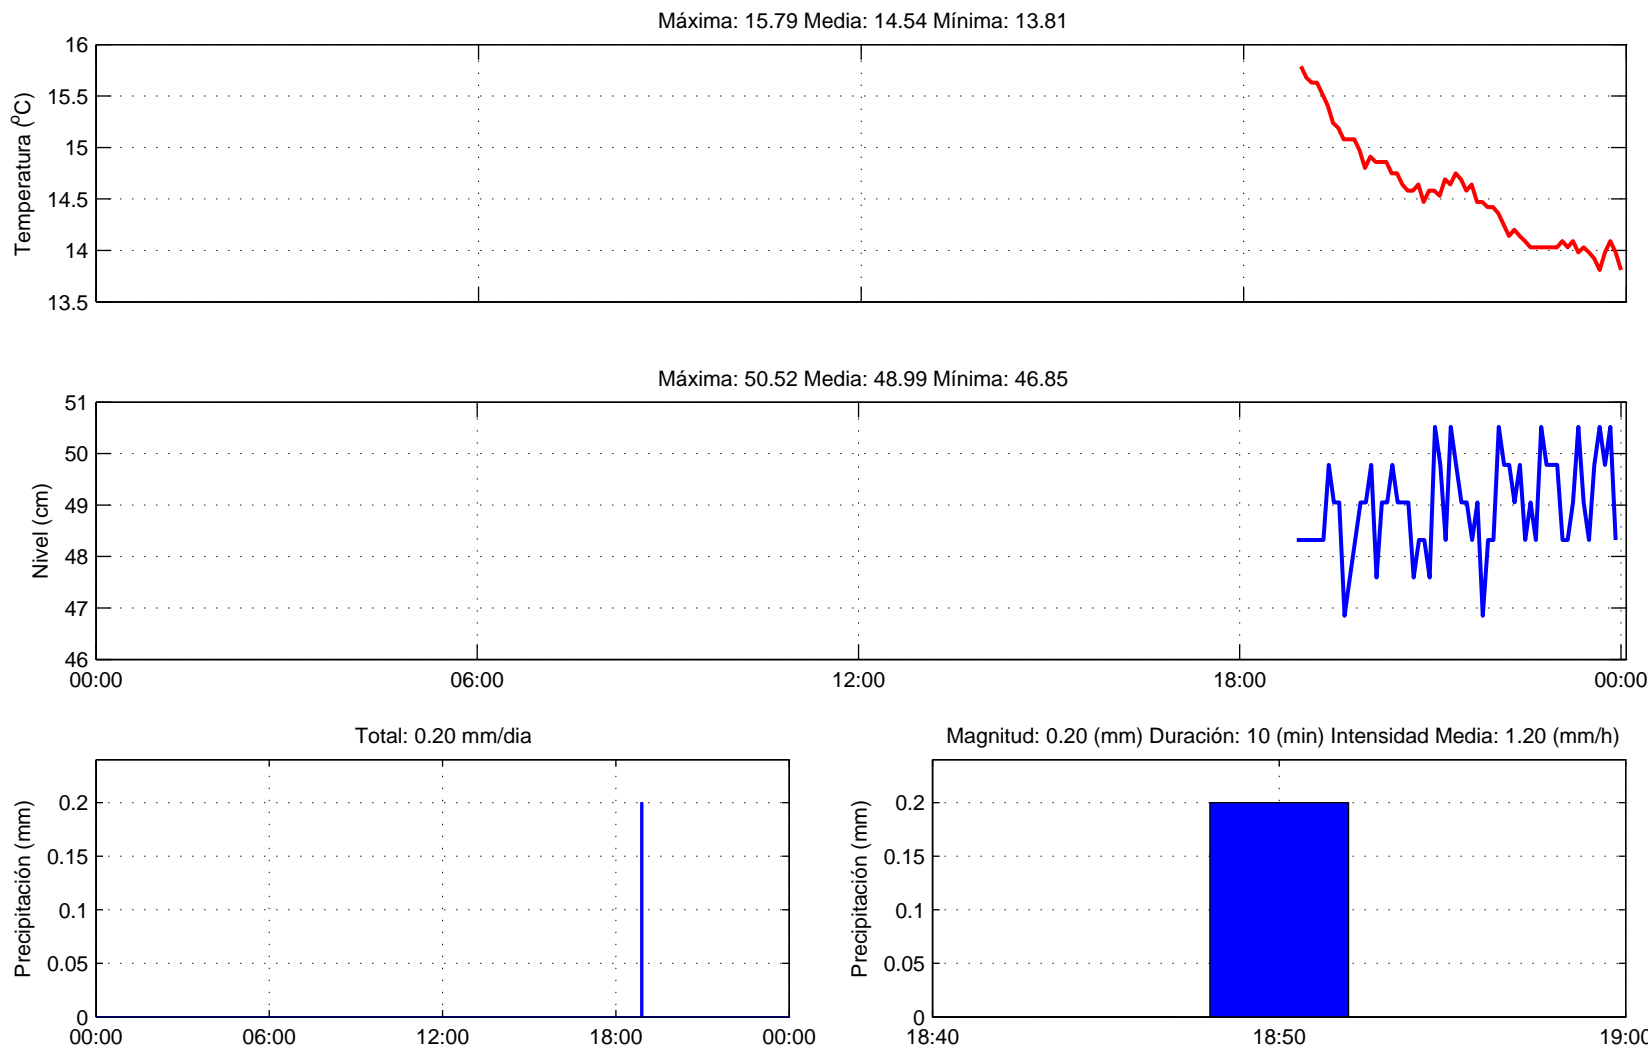 Máxima: 15.79 Media: 14.54 Mínima: 13.81
16
15.5
15
14.5
14
13.5
Temperatura (ºC)
Máxima: 50.52 Media: 48.99 Mínima: 46.85
51
50
49
48
47
46
Nivel (cm)
00:00 06:00 12:00 18:00 00:00
Total: 0.20 mm/dia
0.2
0.15
0.1
0.05
0
Precipitación (mm)
00:00 06:00 12:00 18:00 00:00
Magnitud: 0.20 (mm) Duración: 10 (min) Intensidad Media: 1.20 (mm/h)
0.2
0.15
0.1
0.05
0
Precipitación (mm)
18:40 18:50 19:00